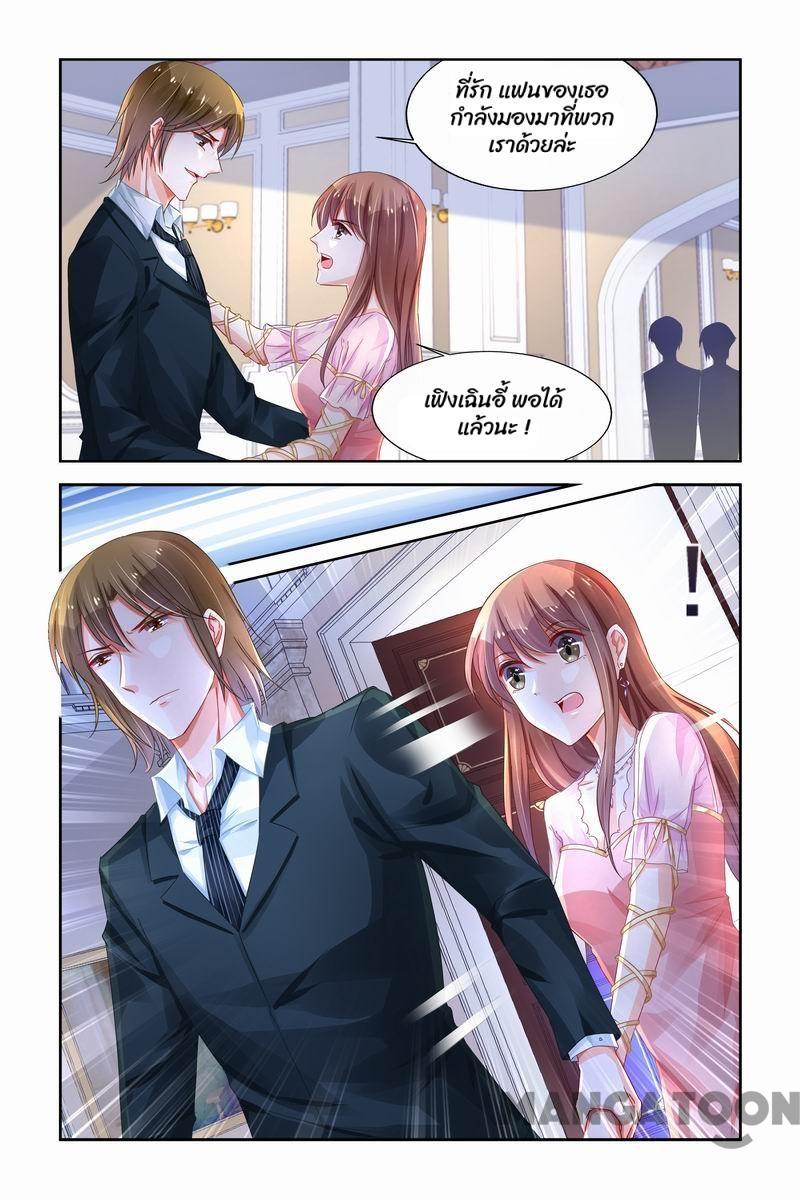 ที่รัก แฟนของเธอ
กำลังมองมาที่พวก
เราด้วยล่ะ
เฟิงเฉินอี้ พอได้
แล้วนะ !
!
MANGATOON